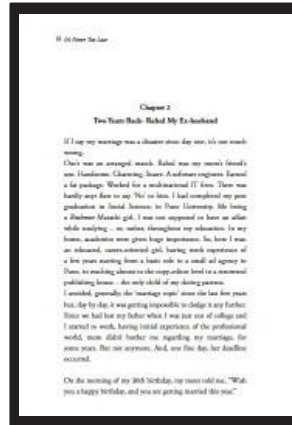 Chapter 2
Two Years Back- Rahul My Ex-husband
If I say my marriage was a disaster since day one, it's not much
wrong.
Our's was an arranged match. Rahul was my mom's friend's
son. Handsome. Charming. Smart. A software engineer. Earned
a fat package. Worked for a multinational IT firm. There was
hardly any flaw to say 'No' to him. I had completed my post
graduation in Social Science, in Pune University. Me being
a Brahmin Marathi girl, I was not supposed to have an affair
while studying .. or, rather, throughout my education. In my
home, academics were given huge importance. So, here I was
an educated, career-oriented girl, having work experience of
a few years starting from a basic role in a small ad agency in
Pune, to reaching almost to the copy-editor level in a renowned
publishing house – the only child of my doting parents.
I avoided, generally, the 'marriage topic' since the last few years
but, day by day, it was getting impossible to dodge it any further.
Since we had lost my father when I was just out of college and
I started to work, having initial experience of the professional
world, mom didn't bother me regarding my marriage, for
some years. But not anymore. And, one fine day, her deadline
occurred.
On the morning of my 26th birthday, my mom told me, "Wish
you a happy birthday, and you are getting married this year."